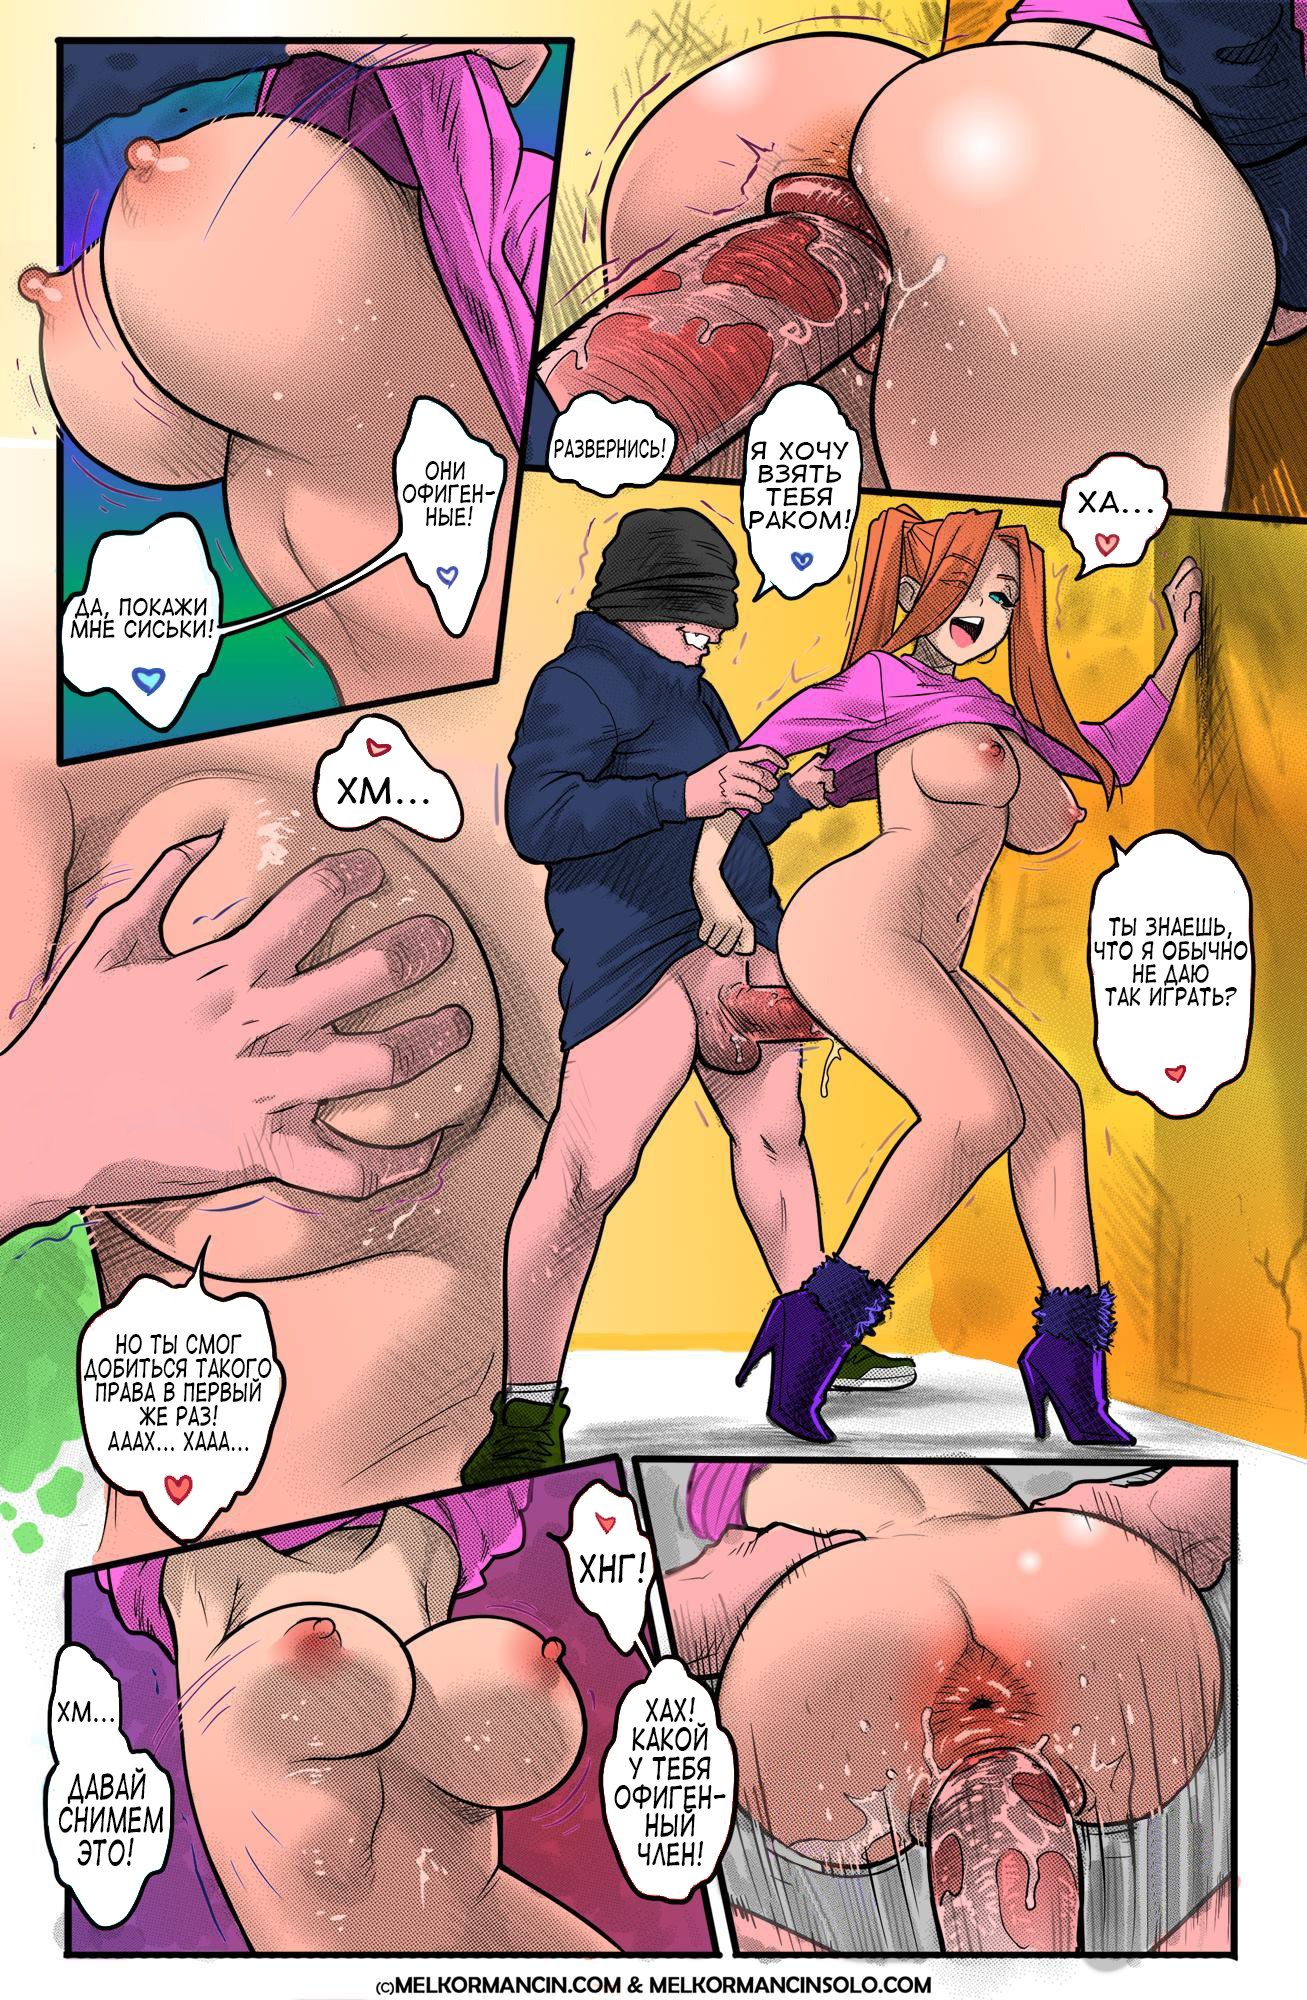 РАЗВЕРНИСЬ!
Я ХОЧУ
ВЗЯТЬ
ТЕБЯ
РАКОМ!
ОНИ
ОФИГЕН-
НЫЕ!
ДА, ПОКАЖИ
МНЕ СИСЬКИ!
ХА...
ХМ...
ТЫ ЗНАЕШЬ,
ЧТО Я ОБЫЧНО
НЕ ДАЮ
ТАК ИГРАТЬ?
НО ТЫ СМОГ
ДОБИТЬСЯ ТАКОГО
ПРАВА В ПЕРВЫЙ
ЖЕ РАЗ!
АААХ... ХААА...
ХМ...
ДАВАЙ
СНИМЕМ
ЭТО!
ХНГ!
ХАХ!
КАКОЙ
У ТЕБЯ
ОФИГЕН-
НЫЙ
ЧЛЕН!
(C)MELKORMANCIN.COM & MELKORMANCINSOLO.COM